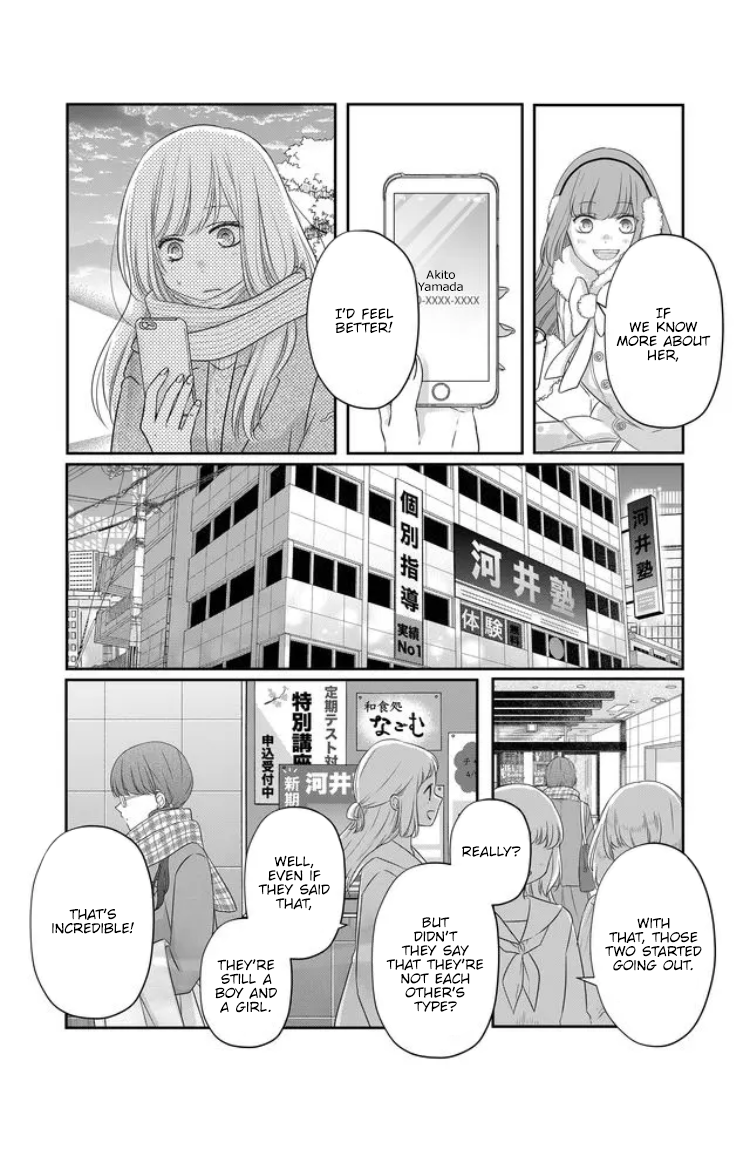 IF
WE KNOW
MORE ABOUT
HER,
Akito
Yamada
0-XXXX-XXXX
I'D FEEL
BETTER!
河井塾
河井塾
体験
個別指導
実績
No1
WITH
THAT, THOSE
TWO STARTED
GOING OUT.
REALLY?
BUT
DIDN'T
THEY SAY
THAT THEY'RE
NOT EACH
OTHER'S
TYPE?
和食処
なごむ
定期テスト対
特別講座
申込受付中
河井
新期
WELL,
EVEN IF
THEY SAID
THAT,
THEY'RE
STILL A
BOY AND
A GIRL.
THAT'S
INCREDIBLE!